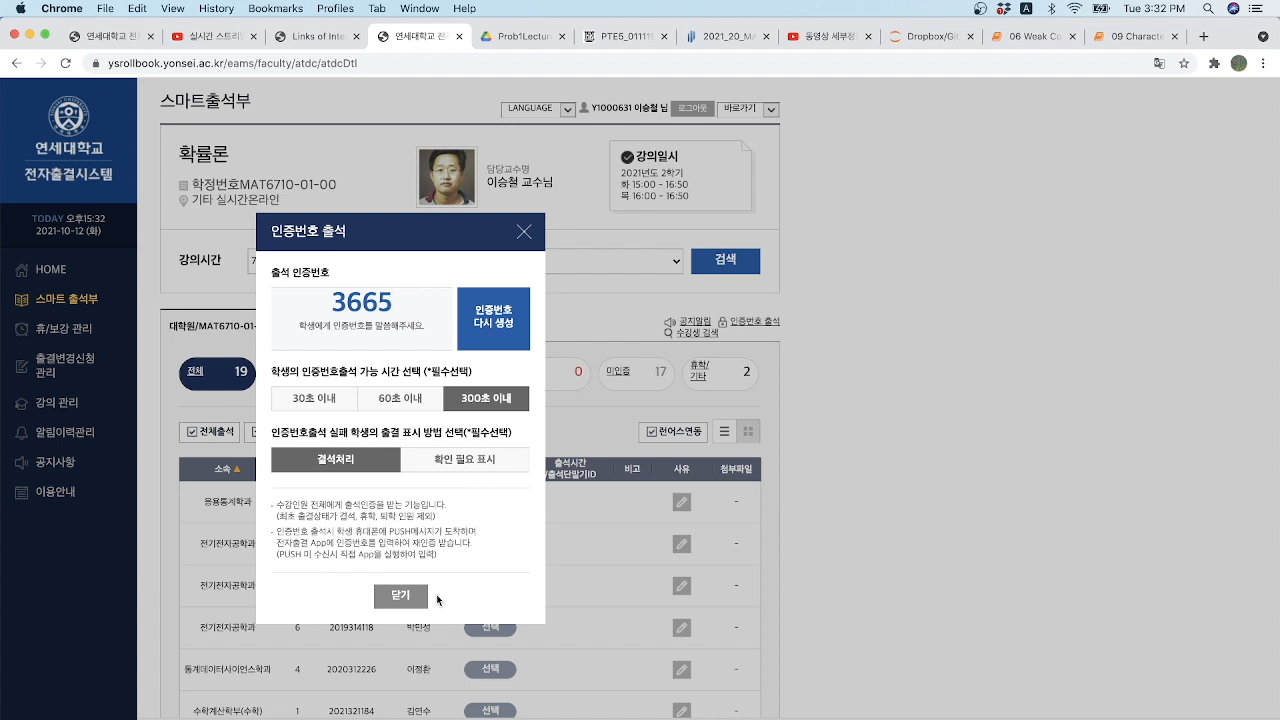 Chrome File Edit View History Bookmarks Profiles Tab Window Help
Tue 3:32 PM
연세대학교 전
실시간 스트리
Links of Inte
연세대학교 전
Prob1Lectur
PTE5_01111
2021_20_MA
동영상 세부정
Dropbox/Git
06 Weak Co
09 Characte
ysrollbook.yonsei.ac.kr/eams/faculty/atdc/atdcDtl
연세대학교
전자출결시스템
TODAY 오후15:32
2021-10-12 (화)
HOME
스마트 출석부
휴/보강 관리
출결변경신청
관리
강의 관리
알림이력관리
공지사항
이용안내
스마트출석부
LANGUAGE
Y1000631 이승철 님
로그아웃
바로가기
확률론
학정번호MAT6710-01-00
기타 실시간온라인
담당교수명
이승철 교수님
강의일시
2021년도 2학기
화 15:00 - 16:50
목 16:00 - 16:50
강의시간
7
검색
대학원/MAT6710-01-
공지알림
인증번호 출석
수강생 검색
전체 19
0
미인증 17
휴학/
기타
2
전체출석
런어스연동
소속
출석시간
/출석단말기ID
비고
사유
첨부파일
응용통계학과
-
전기전자공학과
-
전기전자공학과
-
전기전자공학과 6 2019314118 박민성 선택 -
통계데이터사이언스학과 4 2020312226 이정환 선택 -
수학계산학부(수학) 1 2021321184 김연수 선택 -
인증번호 출석
출석 인증번호
3665
학생에게 인증번호를 말씀해주세요.
인증번호
다시 생성
학생의 인증번호출석 가능 시간 선택 (*필수선택)
30초 이내
60초 이내
300초 이내
인증번호출석 실패 학생의 출결 표시 방법 선택(*필수선택)
결석처리
확인 필요 표시
- 수강인원 전체에게 출석인증을 받는 기능입니다.
(최초 출결상태가 결석, 휴학, 퇴학 인원 제외)
- 인증번호 출석시 학생 휴대폰에 PUSH메시지가 도착하며
전자출결 App에 인증번호를 입력하여 재인증 받습니다.
(PUSH 미 수신시 직접 App을 실행하여 입력)
닫기